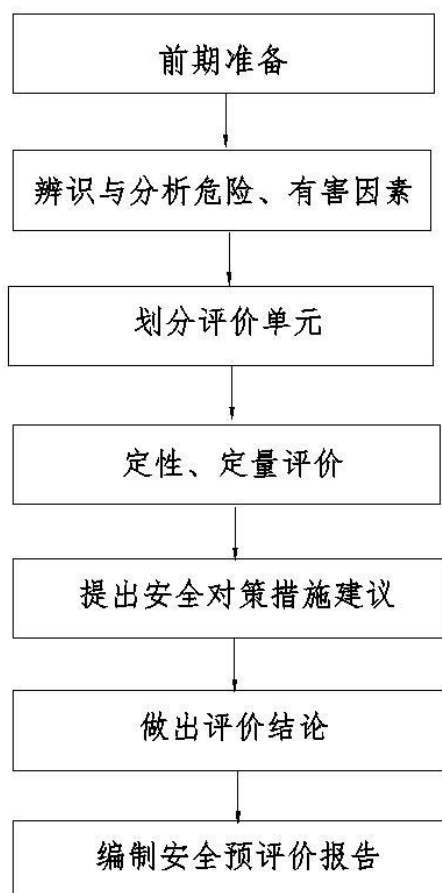 前期准备
辨识与分析危险、有害因素
划分评价单元
定性、定量评价
提出安全对策措施建议
做出评价结论
编制安全预评价报告